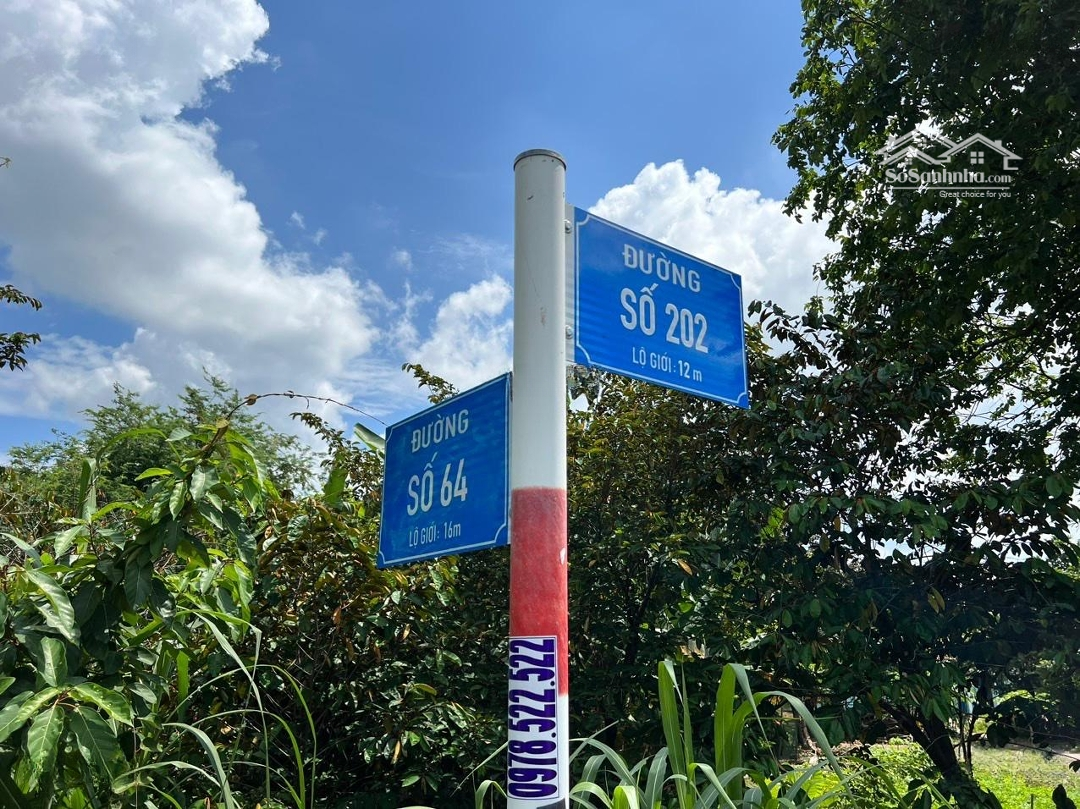 ĐƯỜNG
SỐ 202
LỘ GIỚI: 12 m
ĐƯỜNG
SỐ 64
LỘ GIỚI: 16m
0978.522.522
SoSanhnha.com
Great choice for you